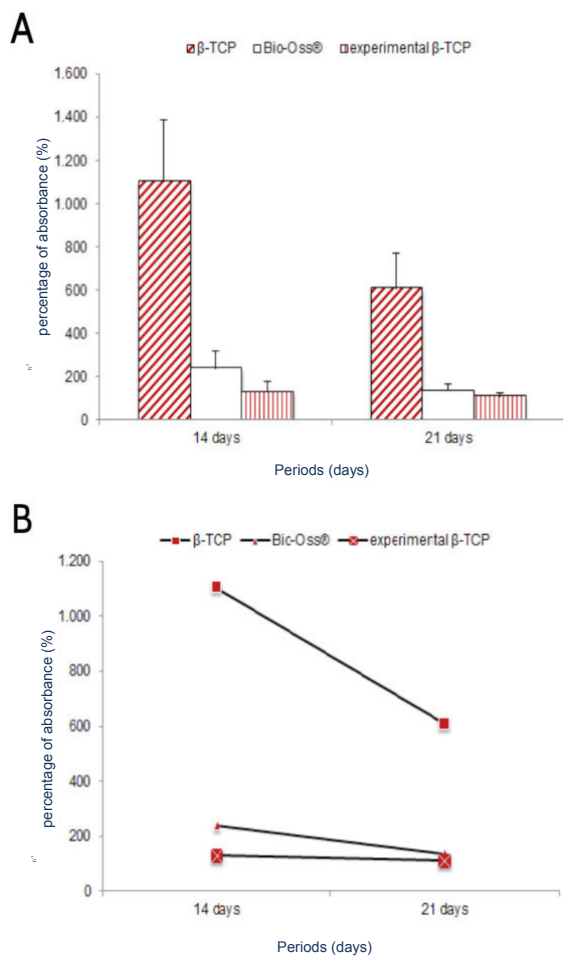 A
β-TCP Bio-Oss® experimental β-TCP
1.600
1.400
1.200
1.000
800
600
400
200
0
percentage of absorbance (%)
14 days 21 days
Periods (days)
B
β-TCP Bio-Oss® experimental β-TCP
1.200
1.000
800
600
400
200
0
percentage of absorbance (%)
14 days 21 days
Periods (days)